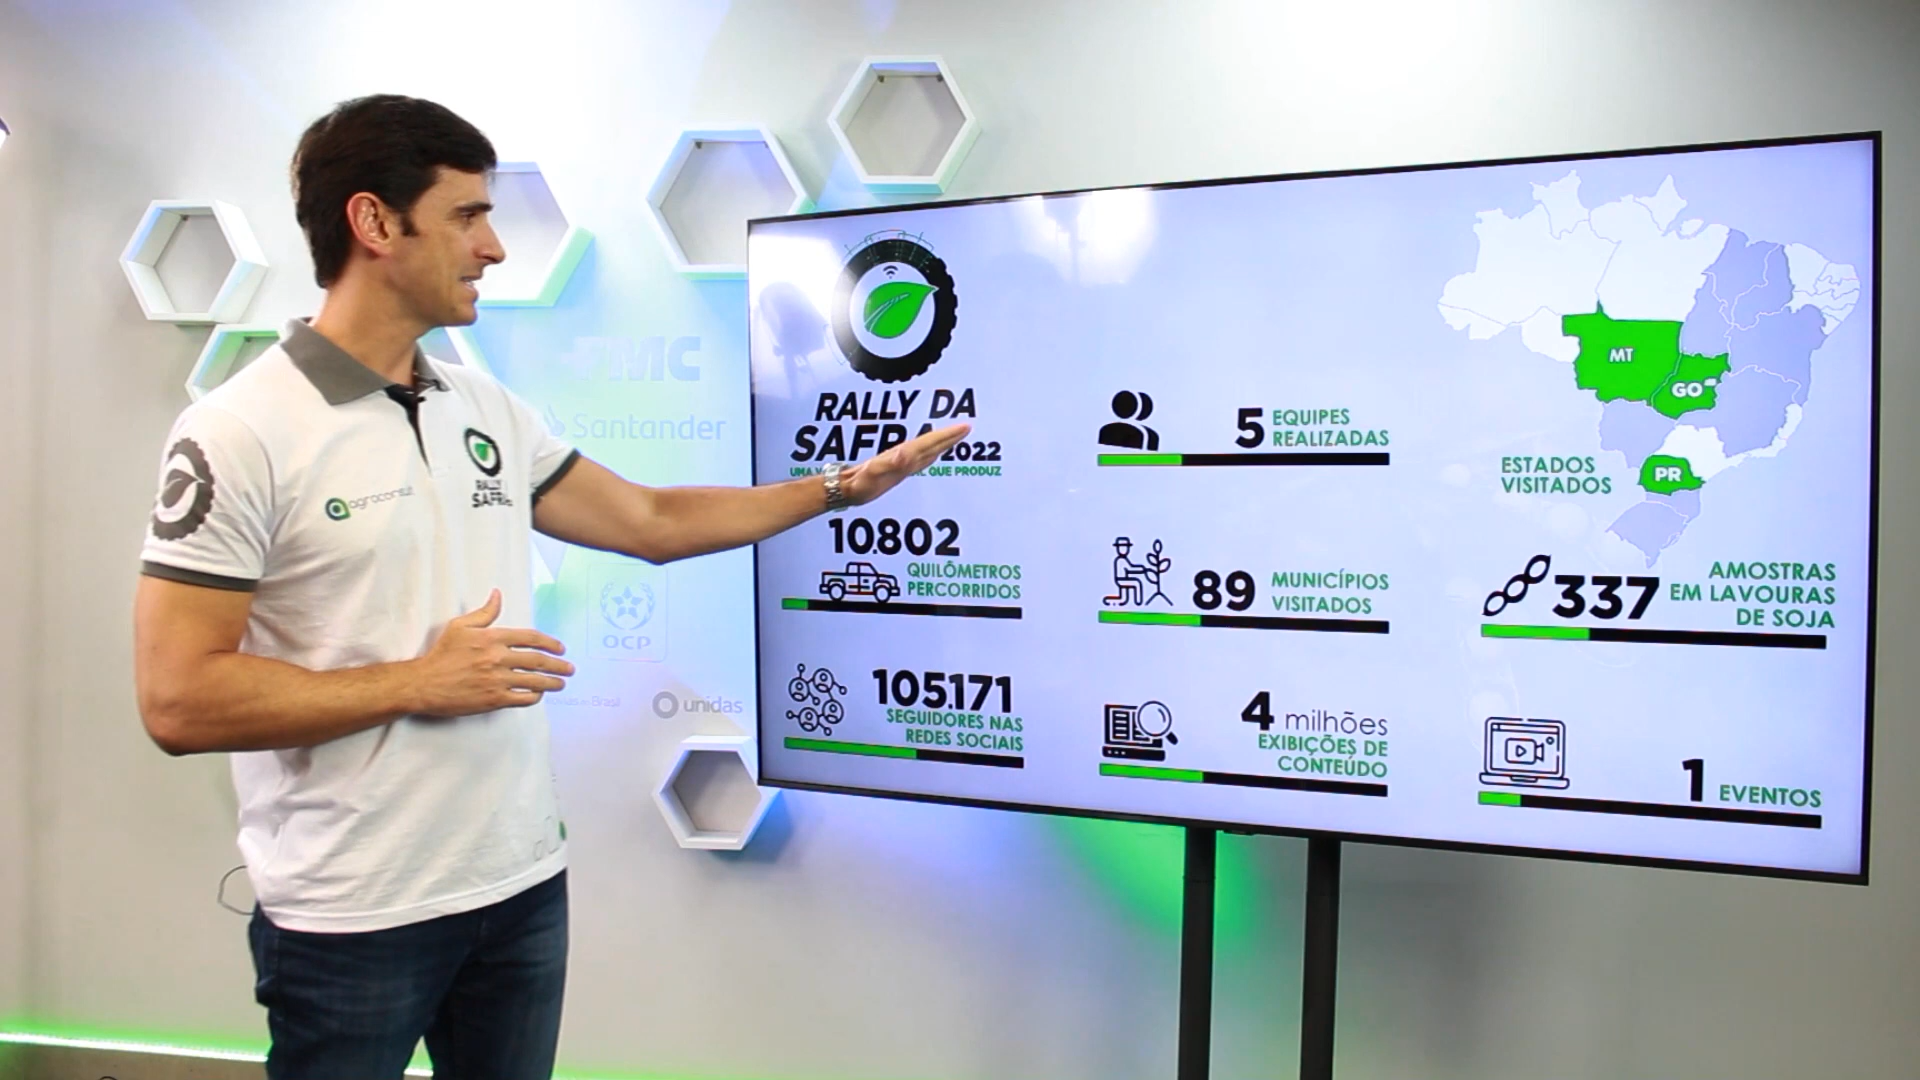 FMC
Santander
OCP
unidas
agroconsult
RALLY
SAFRA
RALLY DA
SAFRA 2022
QUE PRODUZ
10.802
QUILÔMETROS
PERCORRIDOS
105.171
SEGUIDORES NAS
REDES SOCIAIS
5 EQUIPES
REALIZADAS
89 MUNICÍPIOS
VISITADOS
4 milhões
EXIBIÇÕES DE
CONTEÚDO
MT
GO
PR
ESTADOS
VISITADOS
337 AMOSTRAS
EM LAVOURAS
DE SOJA
1 EVENTOS